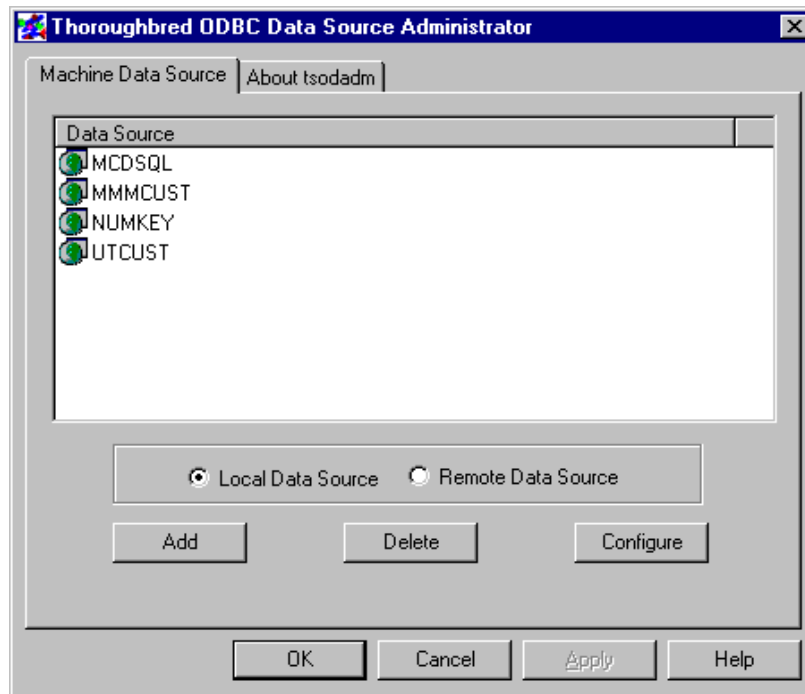 Thoroughbred ODBC Data Source Administrator
Machine Data Source About tsodadm
Data Source
MCDSQL
MMMCUST
NUMKEY
UTCUST
Local Data Source Remote Data Source
Add Delete Configure
OK Cancel Apply Help